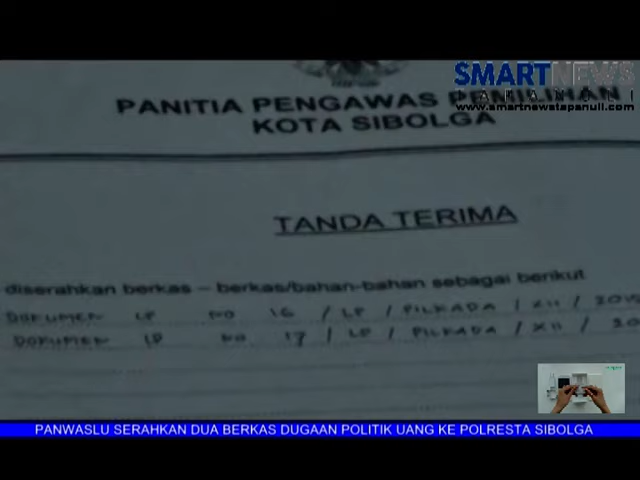 SMARTNEWS
TAPANULI
www.smartnewstapanuli.com
PANITIA PENGAWAS PEMILIHAN
KOTA SIBOLGA
TANDA TERIMA
diserahkan berkas – berkas/bahan-bahan sebagai berikut
DOKUMEN LP NO 16 / LP / PILKADA / XII /
DOKUMEN LP NO. 17 / LP / PILKADA / XII /
PANWASLU SERAHKAN DUA BERKAS DUGAAN POLITIK UANG KE POLRESTA SIBOLGA